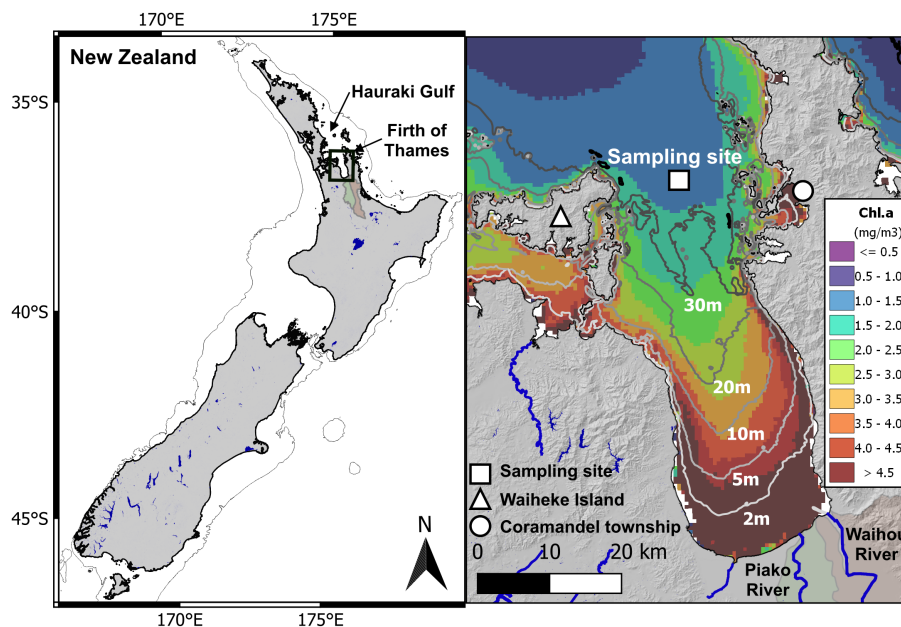 170°E
175°E
New Zealand
35°S
Hauraki Gulf
Firth of
Thames
40°S
45°S
N
170°E
175°E
Sampling site
Chl.a
(mg/m3)
<= 0.5
0.5 - 1.0
1.0 - 1.5
1.5 - 2.0
2.0 - 2.5
2.5 - 3.0
3.0 - 3.5
3.5 - 4.0
4.0 - 4.5
> 4.5
30m
20m
10m
5m
2m
Sampling site
Waiheke Island
Coramandel township
0 10 20 km
Waihou
River
Piako
River